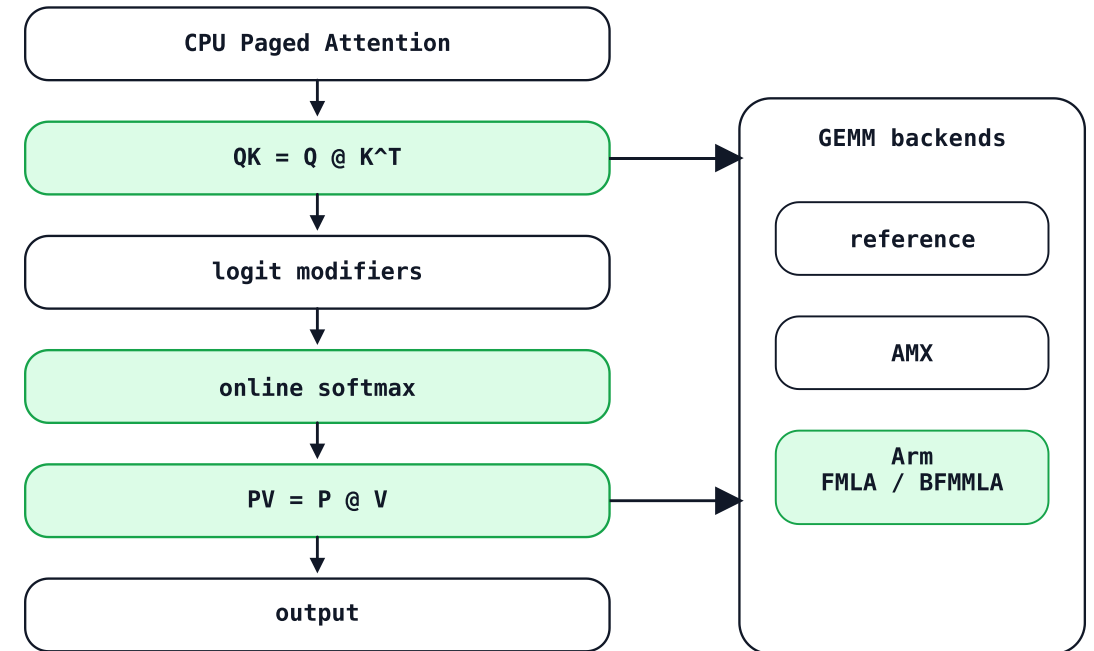 CPU Paged Attention
QK = Q @ K^T
logit modifiers
online softmax
PV = P @ V
output
GEMM backends
reference
AMX
Arm
FMLA / BFMMLA